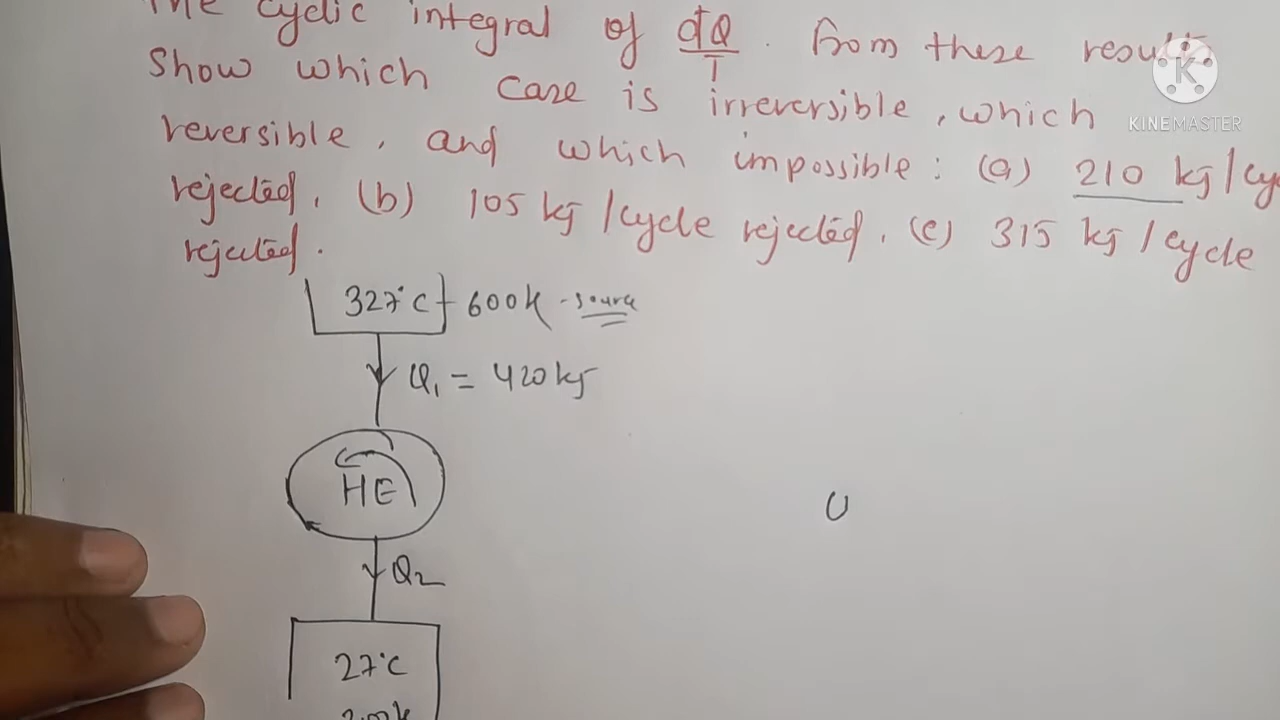 The cyclic integral of dQ/T. From these results
Show which case is irreversible, which
reversible, and which impossible: (a) 210 kJ/cy
rejected. (b) 105 kJ/cycle rejected. (c) 315 kJ/cycle
rejected.
327°C 600K - source
Q1 = 420 kJ
HE
Q2
27°C
300K
K
KINEMASTER